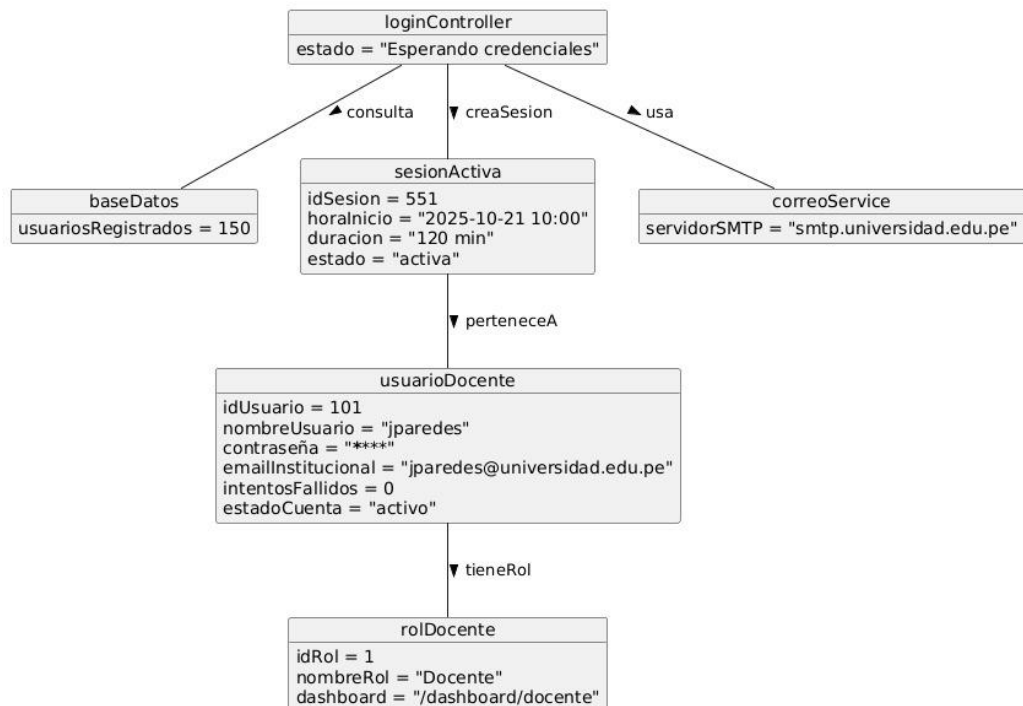 loginController
estado = "Esperando credenciales"
consulta
creaSesion
usa
baseDatos
usuariosRegistrados = 150
sesionActiva
idSesion = 551
horaInicio = "2025-10-21 10:00"
duracion = "120 min"
estado = "activa"
correoService
servidorSMTP = "smtp.universidad.edu.pe"
perteneceA
usuarioDocente
idUsuario = 101
nombreUsuario = "jparedes"
contraseña = "*****"
emailInstitucional = "jparedes@universidad.edu.pe"
intentosFallidos = 0
estadoCuenta = "activo"
tieneRol
rolDocente
idRol = 1
nombreRol = "Docente"
dashboard = "/dashboard/docente"